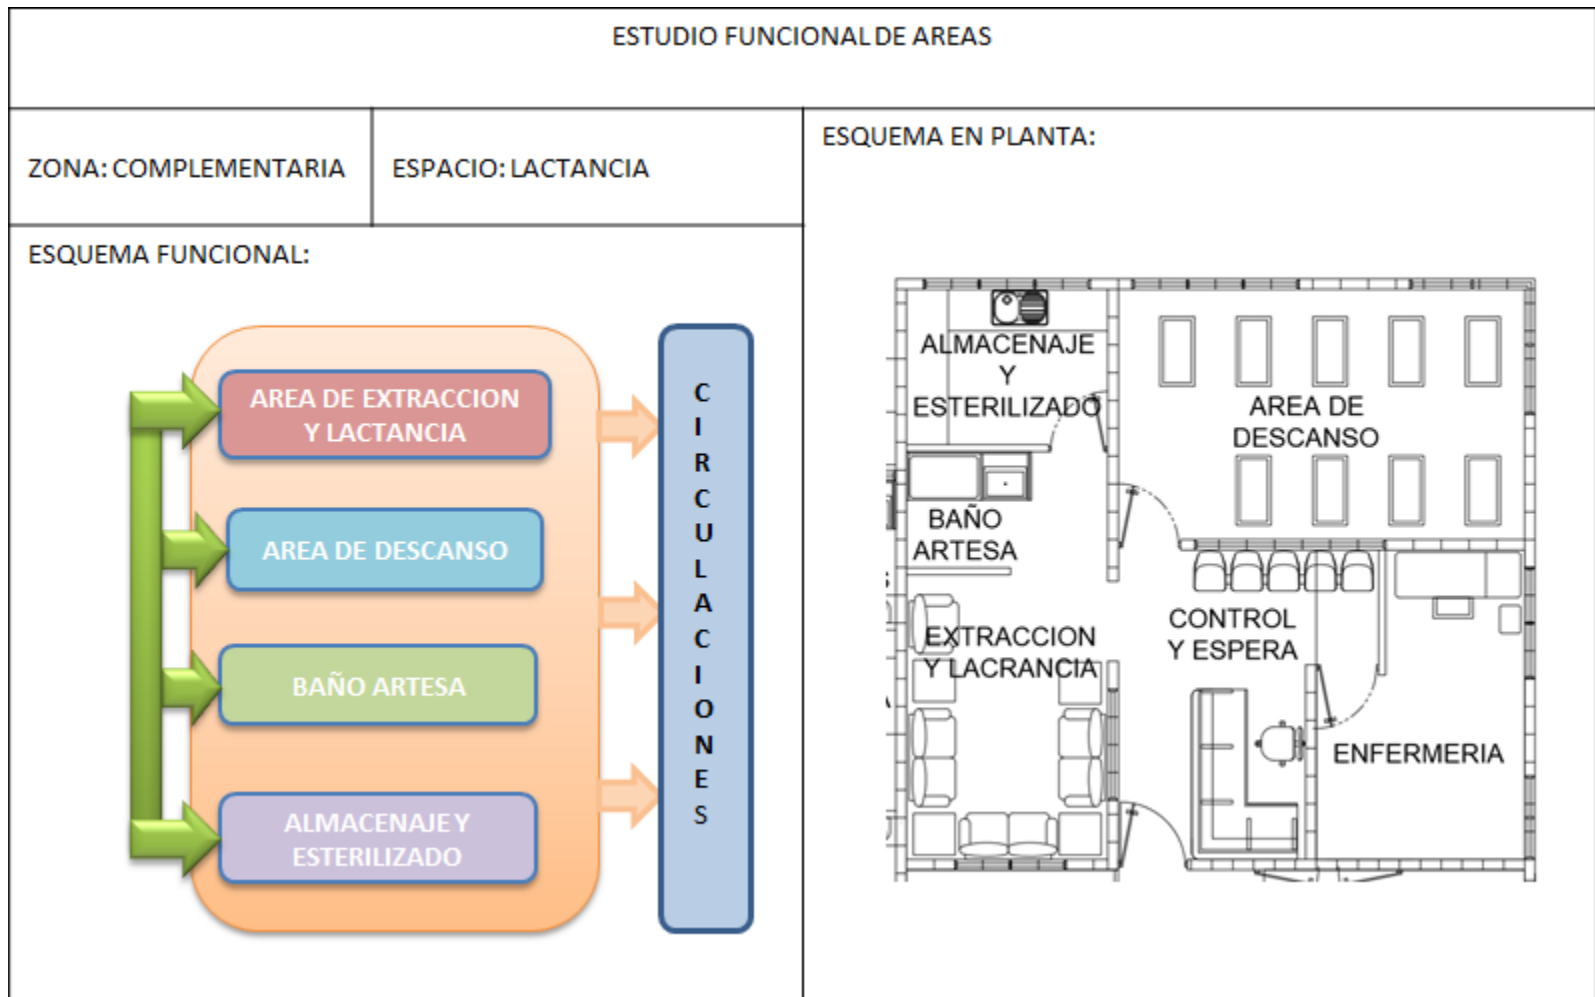 ESTUDIO FUNCIONAL DE AREAS
ZONA: COMPLEMENTARIA
ESPACIO: LACTANCIA
ESQUEMA FUNCIONAL:
AREA DE EXTRACCION
Y LACTANCIA
AREA DE DESCANSO
BAÑO ARTESA
ALMACENAJE Y
ESTERILIZADO
CIRCULACIONES
ESQUEMA EN PLANTA:
ALMACENAJE
Y
ESTERILIZADO
AREA DE
DESCANSO
BAÑO
ARTESA
EXTRACCION
Y LACRANCIA
CONTROL
Y ESPERA
ENFERMERIA